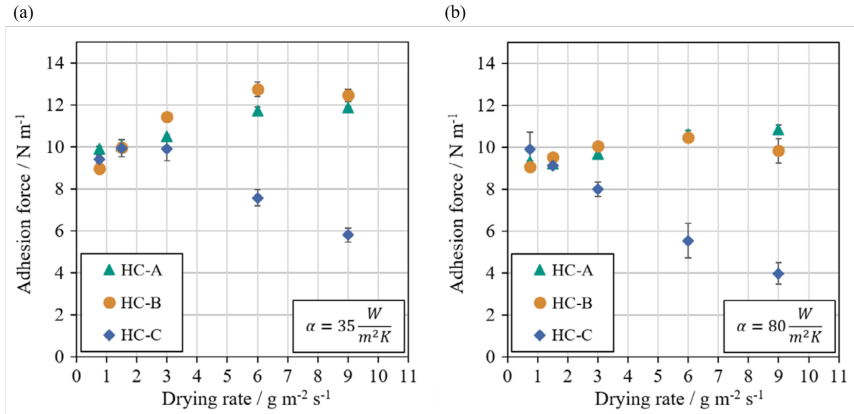 (a)
14
12
10
8
6
4
2
0
Adhesion force / N m⁻¹
HC-A
HC-B
HC-C
α = 35 W/m²K
0 1 2 3 4 5 6 7 8 9 10 11
Drying rate / g m⁻² s⁻¹
(b)
14
12
10
8
6
4
2
0
Adhesion force / N m⁻¹
HC-A
HC-B
HC-C
α = 80 W/m²K
0 1 2 3 4 5 6 7 8 9 10 11
Drying rate / g m⁻² s⁻¹